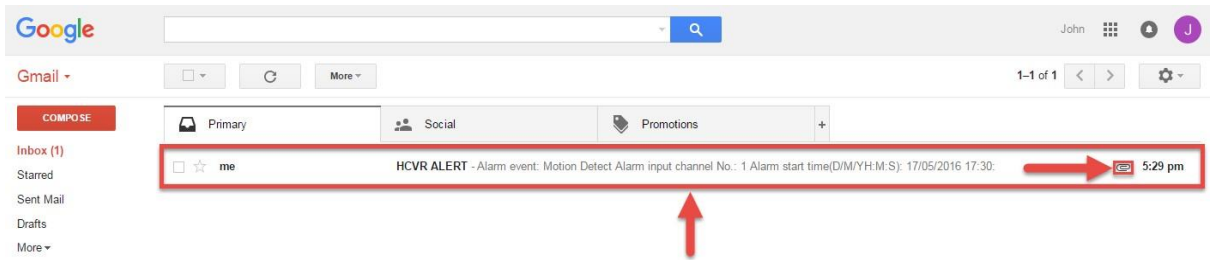 Google
John
J
Gmail
More
1–1 of 1
COMPOSE
Primary
Social
Promotions
+
Inbox (1)
me
HCVR ALERT - Alarm event: Motion Detect Alarm input channel No.: 1 Alarm start time(D/M/YH:M:S): 17/05/2016 17:30:
5:29 pm
Starred
Sent Mail
Drafts
More